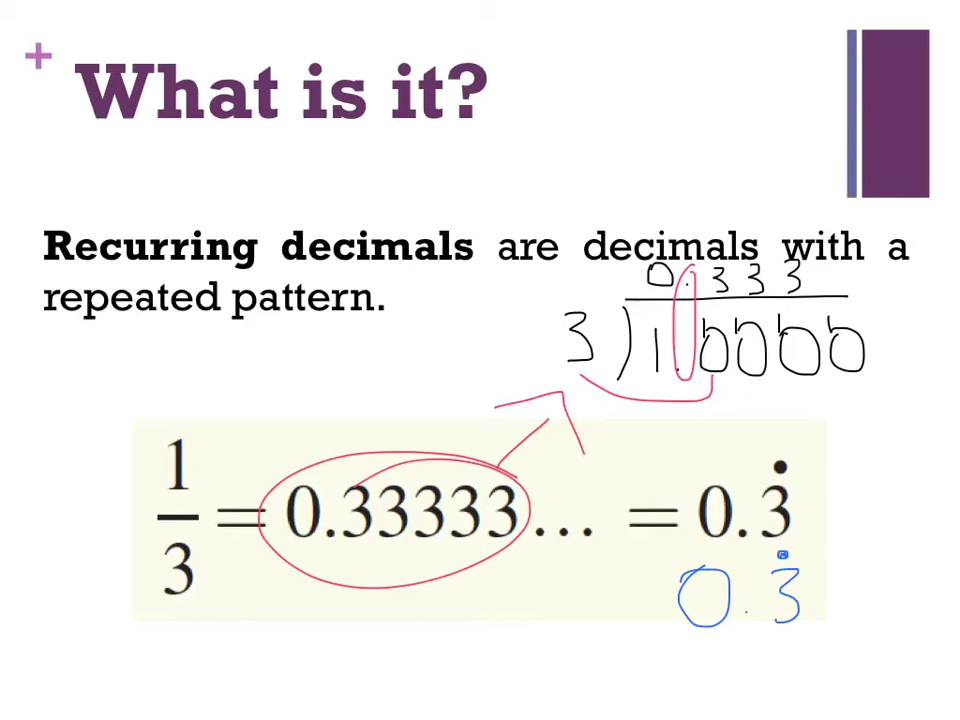 +
What is it?
Recurring decimals are decimals with a
repeated pattern.
0.333
3)1.0000
1/3 = 0.33333... = 0.3̇
0.3̇